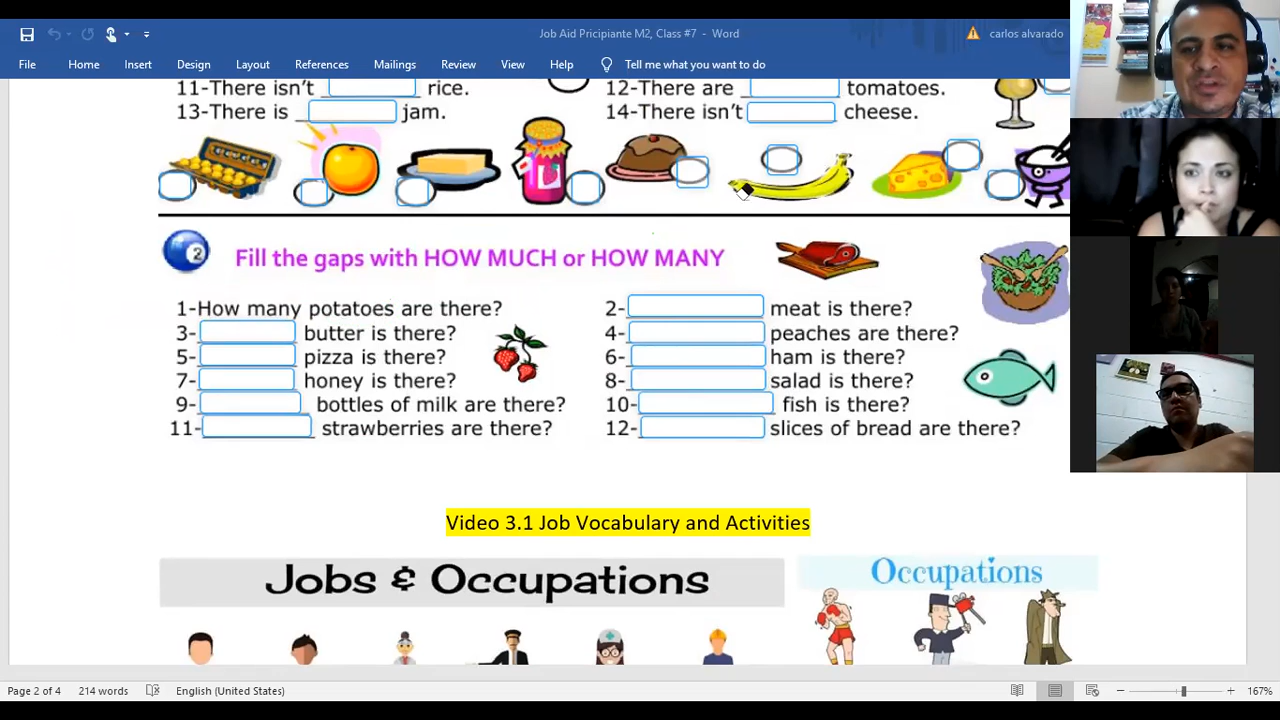 Job Aid Pricipiante M2, Class #7 - Word
carlos alvarado
File Home Insert Design Layout References Mailings Review View Help Tell me what you want to do
11-There isn't rice. 12-There are tomatoes.
13-There is jam. 14-There isn't cheese.
2 Fill the gaps with HOW MUCH or HOW MANY
1-How many potatoes are there? 2- meat is there?
3- butter is there? 4- peaches are there?
5- pizza is there? 6- ham is there?
7- honey is there? 8- salad is there?
9- bottles of milk are there? 10- fish is there?
11- strawberries are there? 12- slices of bread are there?
Video 3.1 Job Vocabulary and Activities
Jobs & Occupations Occupations
Page 2 of 4 214 words English (United States) 167%